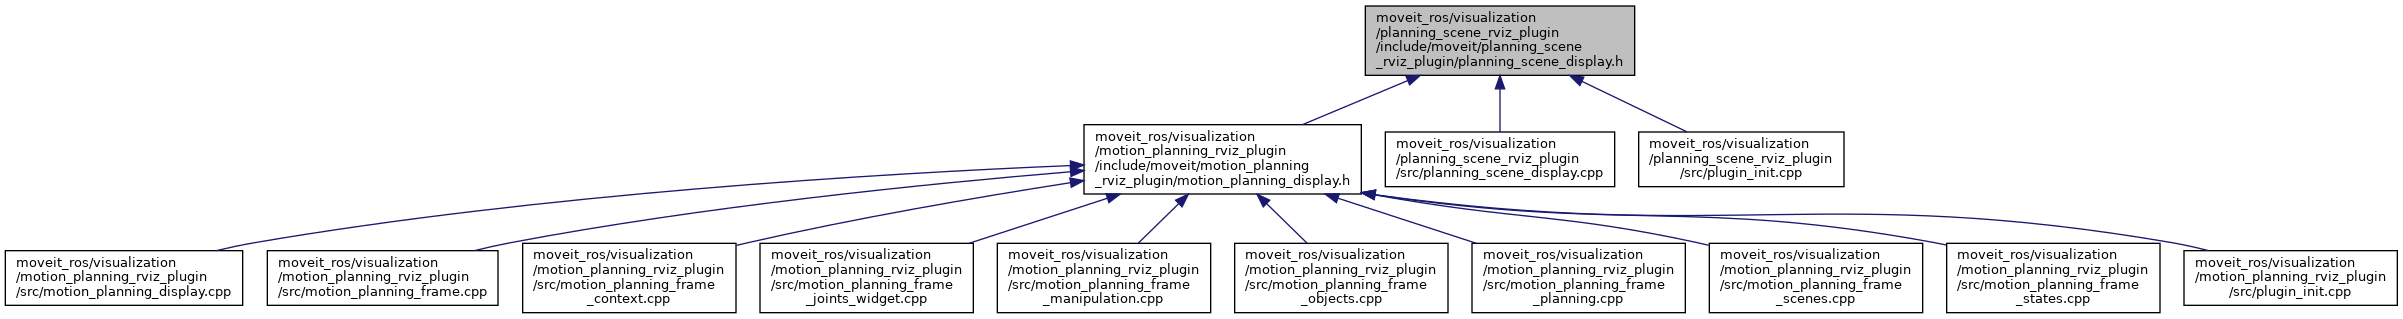 moveit_ros/visualization
/planning_scene_rviz_plugin
/include/moveit/planning_scene
_rviz_plugin/planning_scene_display.h
moveit_ros/visualization
/motion_planning_rviz_plugin
/include/moveit/motion_planning
_rviz_plugin/motion_planning_display.h
moveit_ros/visualization
/planning_scene_rviz_plugin
/src/planning_scene_display.cpp
moveit_ros/visualization
/planning_scene_rviz_plugin
/src/plugin_init.cpp
moveit_ros/visualization
/motion_planning_rviz_plugin
/src/motion_planning_display.cpp
moveit_ros/visualization
/motion_planning_rviz_plugin
/src/motion_planning_frame.cpp
moveit_ros/visualization
/motion_planning_rviz_plugin
/src/motion_planning_frame
_context.cpp
moveit_ros/visualization
/motion_planning_rviz_plugin
/src/motion_planning_frame
_joints_widget.cpp
moveit_ros/visualization
/motion_planning_rviz_plugin
/src/motion_planning_frame
_manipulation.cpp
moveit_ros/visualization
/motion_planning_rviz_plugin
/src/motion_planning_frame
_objects.cpp
moveit_ros/visualization
/motion_planning_rviz_plugin
/src/motion_planning_frame
_planning.cpp
moveit_ros/visualization
/motion_planning_rviz_plugin
/src/motion_planning_frame
_scenes.cpp
moveit_ros/visualization
/motion_planning_rviz_plugin
/src/motion_planning_frame
_states.cpp
moveit_ros/visualization
/motion_planning_rviz_plugin
/src/plugin_init.cpp